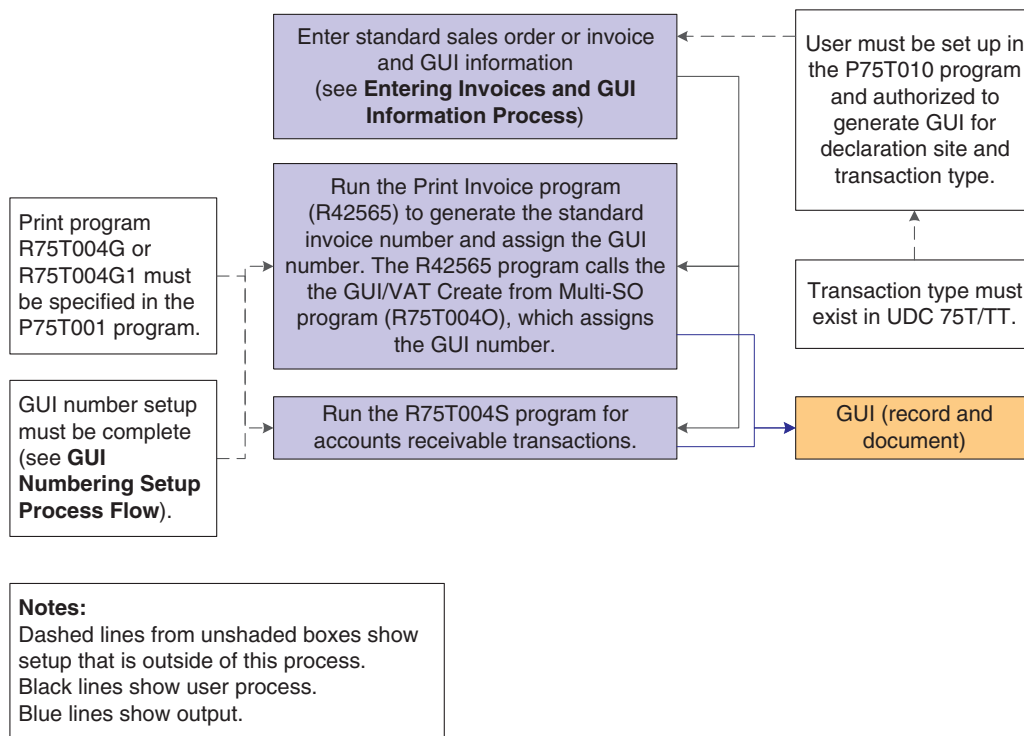 Enter standard sales order or invoice
and GUI information
(see Entering Invoices and GUI
Information Process)
User must be set up in
the P75T010 program
and authorized to
generate GUI for
declaration site and
transaction type.
Print program
R75T004G or
R75T004G1 must
be specified in the
P75T001 program.
Run the Print Invoice program
(R42565) to generate the standard
invoice number and assign the GUI
number. The R42565 program calls the
the GUI/VAT Create from Multi-SO
program (R75T004O), which assigns
the GUI number.
Transaction type must
exist in UDC 75T/TT.
GUI number setup
must be complete
(see GUI
Numbering Setup
Process Flow).
Run the R75T004S program for
accounts receivable transactions.
GUI (record and
document)
Notes:
Dashed lines from unshaded boxes show
setup that is outside of this process.
Black lines show user process.
Blue lines show output.